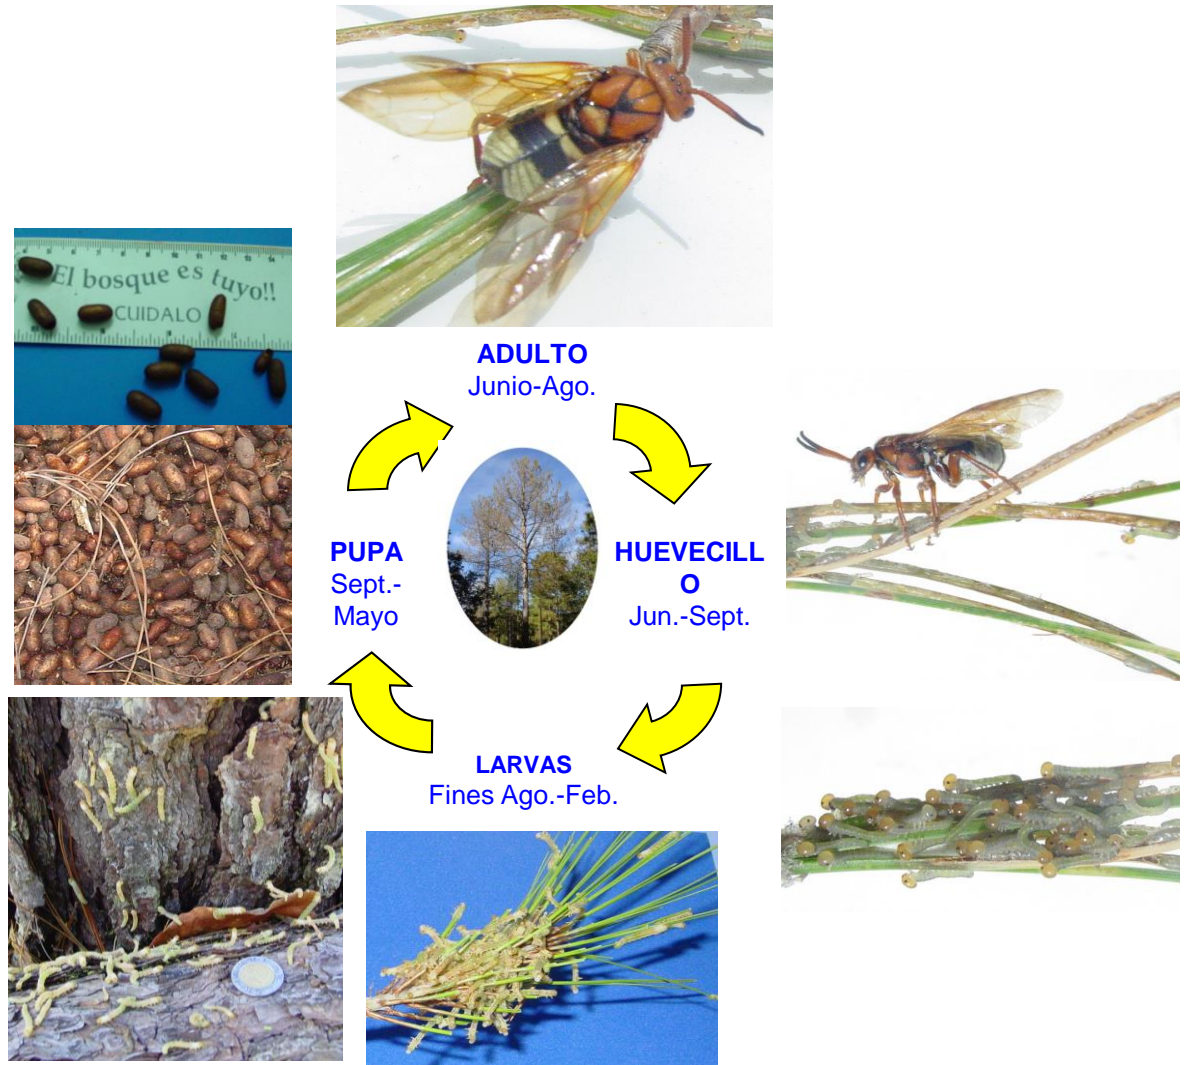 El bosque es tuyo!!
CUIDALO
ADULTO
Junio-Ago.
PUPA
Sept.-
Mayo
HUEVECILL
O
Jun.-Sept.
LARVAS
Fines Ago.-Feb.